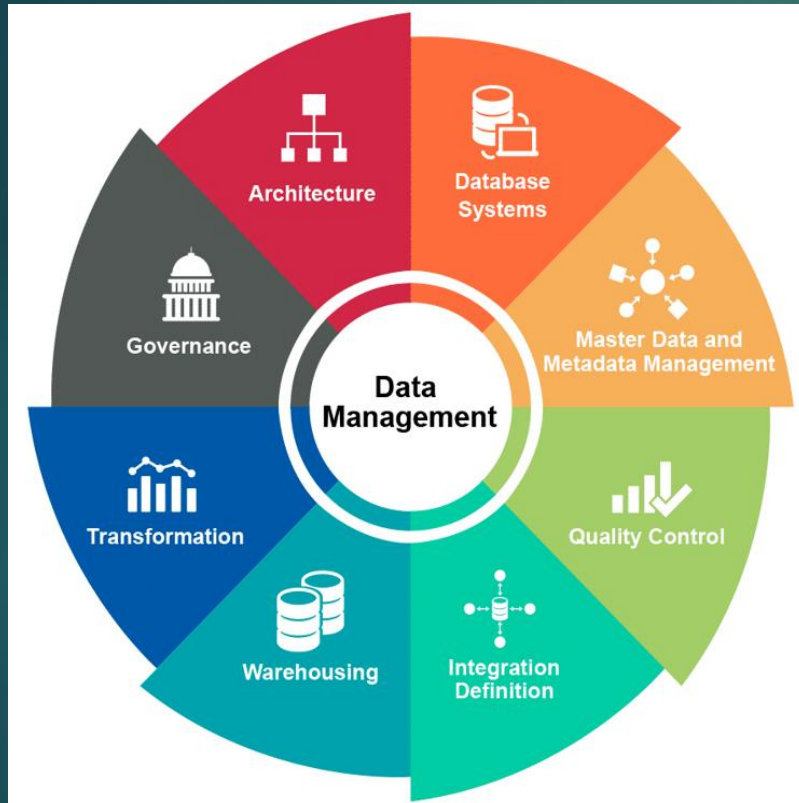 Data
Management
Architecture
Database
Systems
Master Data and
Metadata Management
Quality Control
Integration
Definition
Warehousing
Transformation
Governance